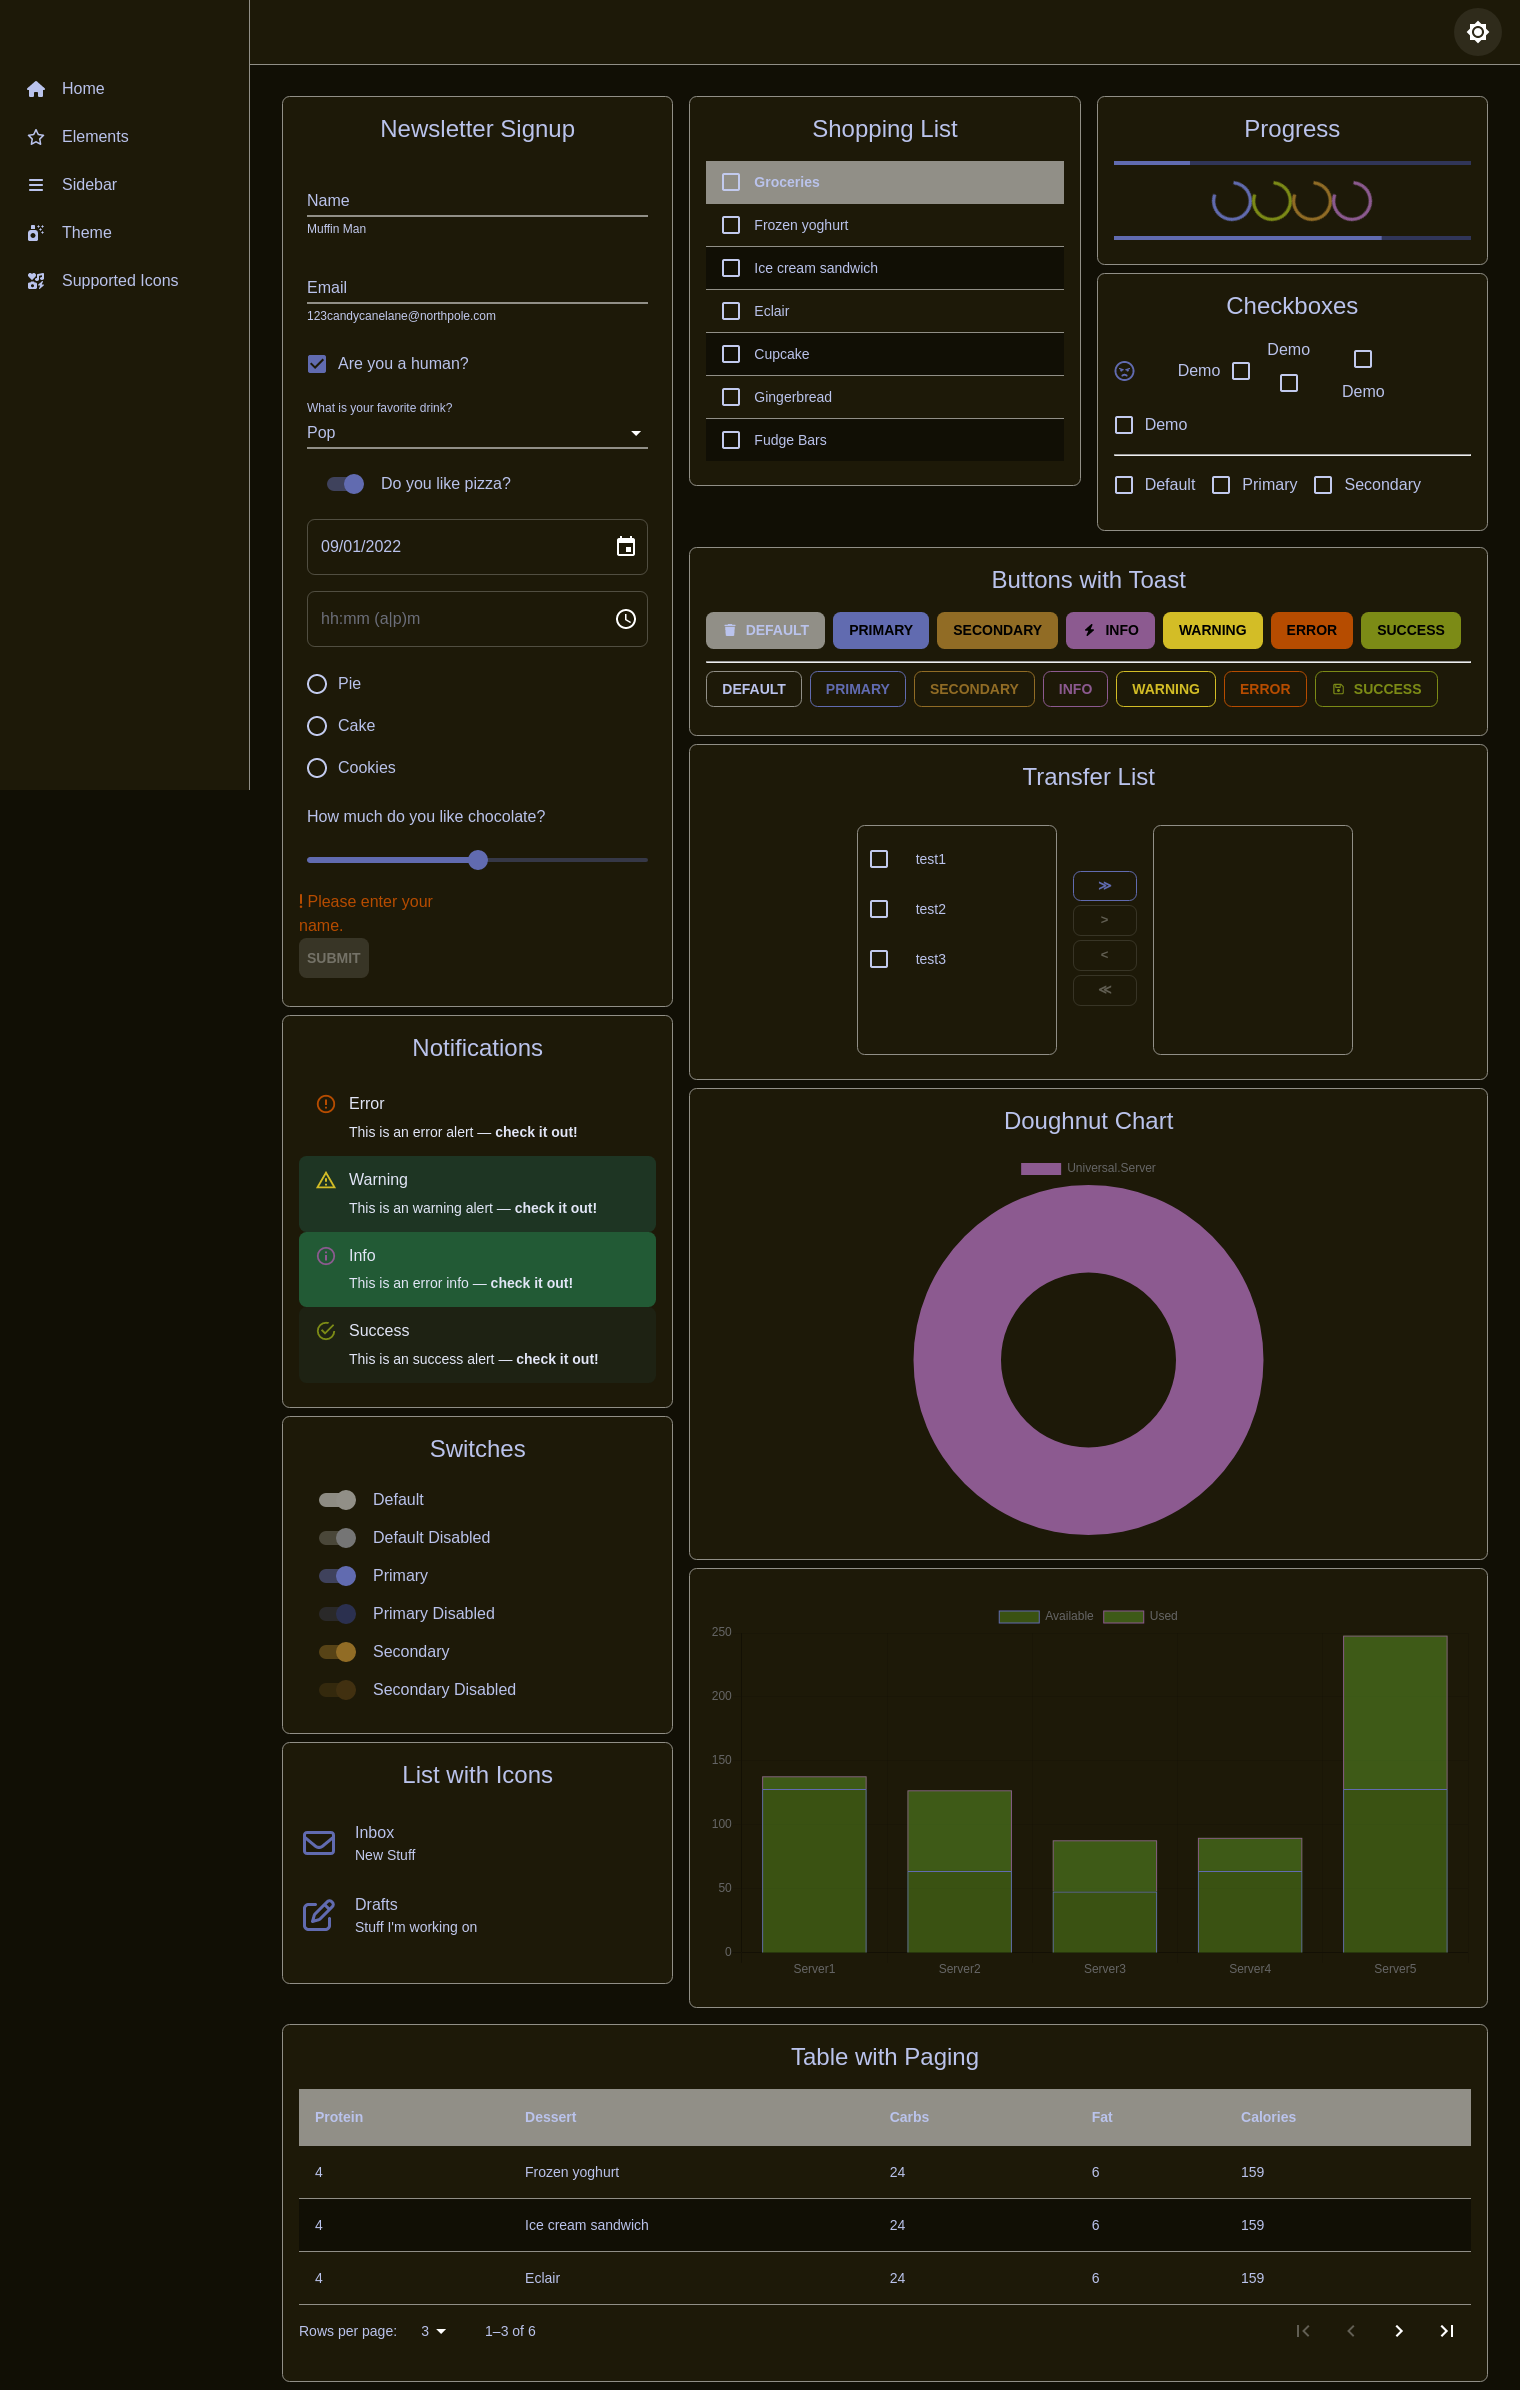 Home
Elements
Sidebar
Theme
Supported Icons
Newsletter Signup
Name
Muffin Man
Email
123candycanelane@northpole.com
Are you a human?
What is your favorite drink?
Pop
Do you like pizza?
09/01/2022
hh:mm (a|p)m
Pie
Cake
Cookies
How much do you like chocolate?
! Please enter your
name.
SUBMIT
Notifications
Error
This is an error alert — check it out!
Warning
This is an warning alert — check it out!
Info
This is an error info — check it out!
Success
This is an success alert — check it out!
Switches
Default
Default Disabled
Primary
Primary Disabled
Secondary
Secondary Disabled
List with Icons
Inbox
New Stuff
Drafts
Stuff I'm working on
Shopping List
Groceries
Frozen yoghurt
Ice cream sandwich
Eclair
Cupcake
Gingerbread
Fudge Bars
Progress
Checkboxes
Demo
Demo
Demo
Demo
Default Primary Secondary
Buttons with Toast
DEFAULT PRIMARY SECONDARY INFO WARNING ERROR SUCCESS
DEFAULT PRIMARY SECONDARY INFO WARNING ERROR SUCCESS
Transfer List
test1
test2
test3
≫
>
<
≪
Doughnut Chart
Universal.Server
Available Used
250
200
150
100
50
0
Server1 Server2 Server3 Server4 Server5
Table with Paging
Protein Dessert Carbs Fat Calories
4 Frozen yoghurt 24 6 159
4 Ice cream sandwich 24 6 159
4 Eclair 24 6 159
Rows per page: 3 1–3 of 6